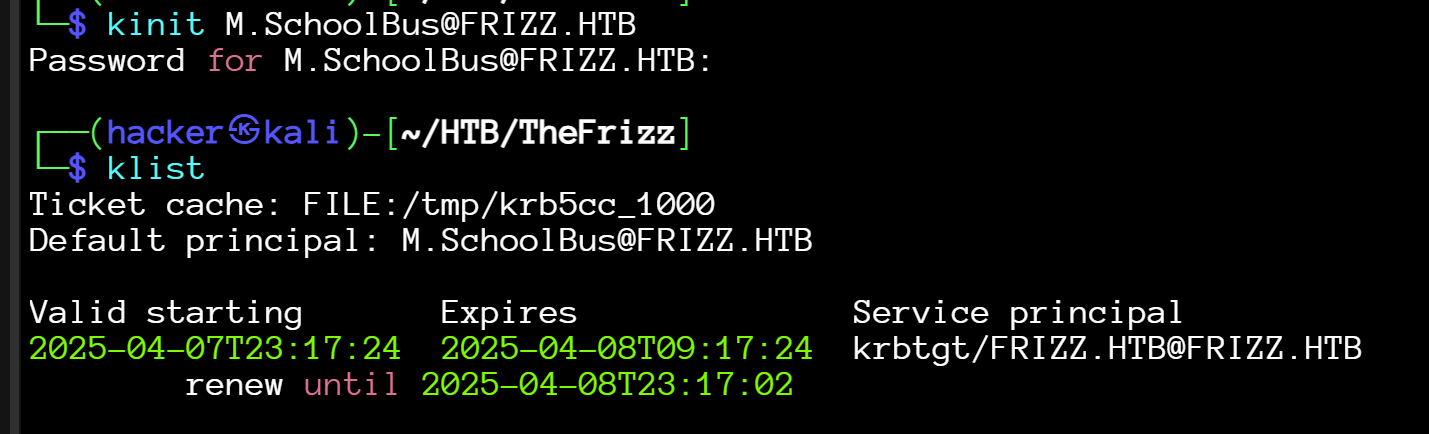 └─$ kinit M.SchoolBus@FRIZZ.HTB
Password for M.SchoolBus@FRIZZ.HTB:
┌──(hacker㉿kali)-[~/HTB/TheFrizz]
└─$ klist
Ticket cache: FILE:/tmp/krb5cc_1000
Default principal: M.SchoolBus@FRIZZ.HTB
Valid starting Expires Service principal
2025-04-07T23:17:24 2025-04-08T09:17:24 krbtgt/FRIZZ.HTB@FRIZZ.HTB
renew until 2025-04-08T23:17:02